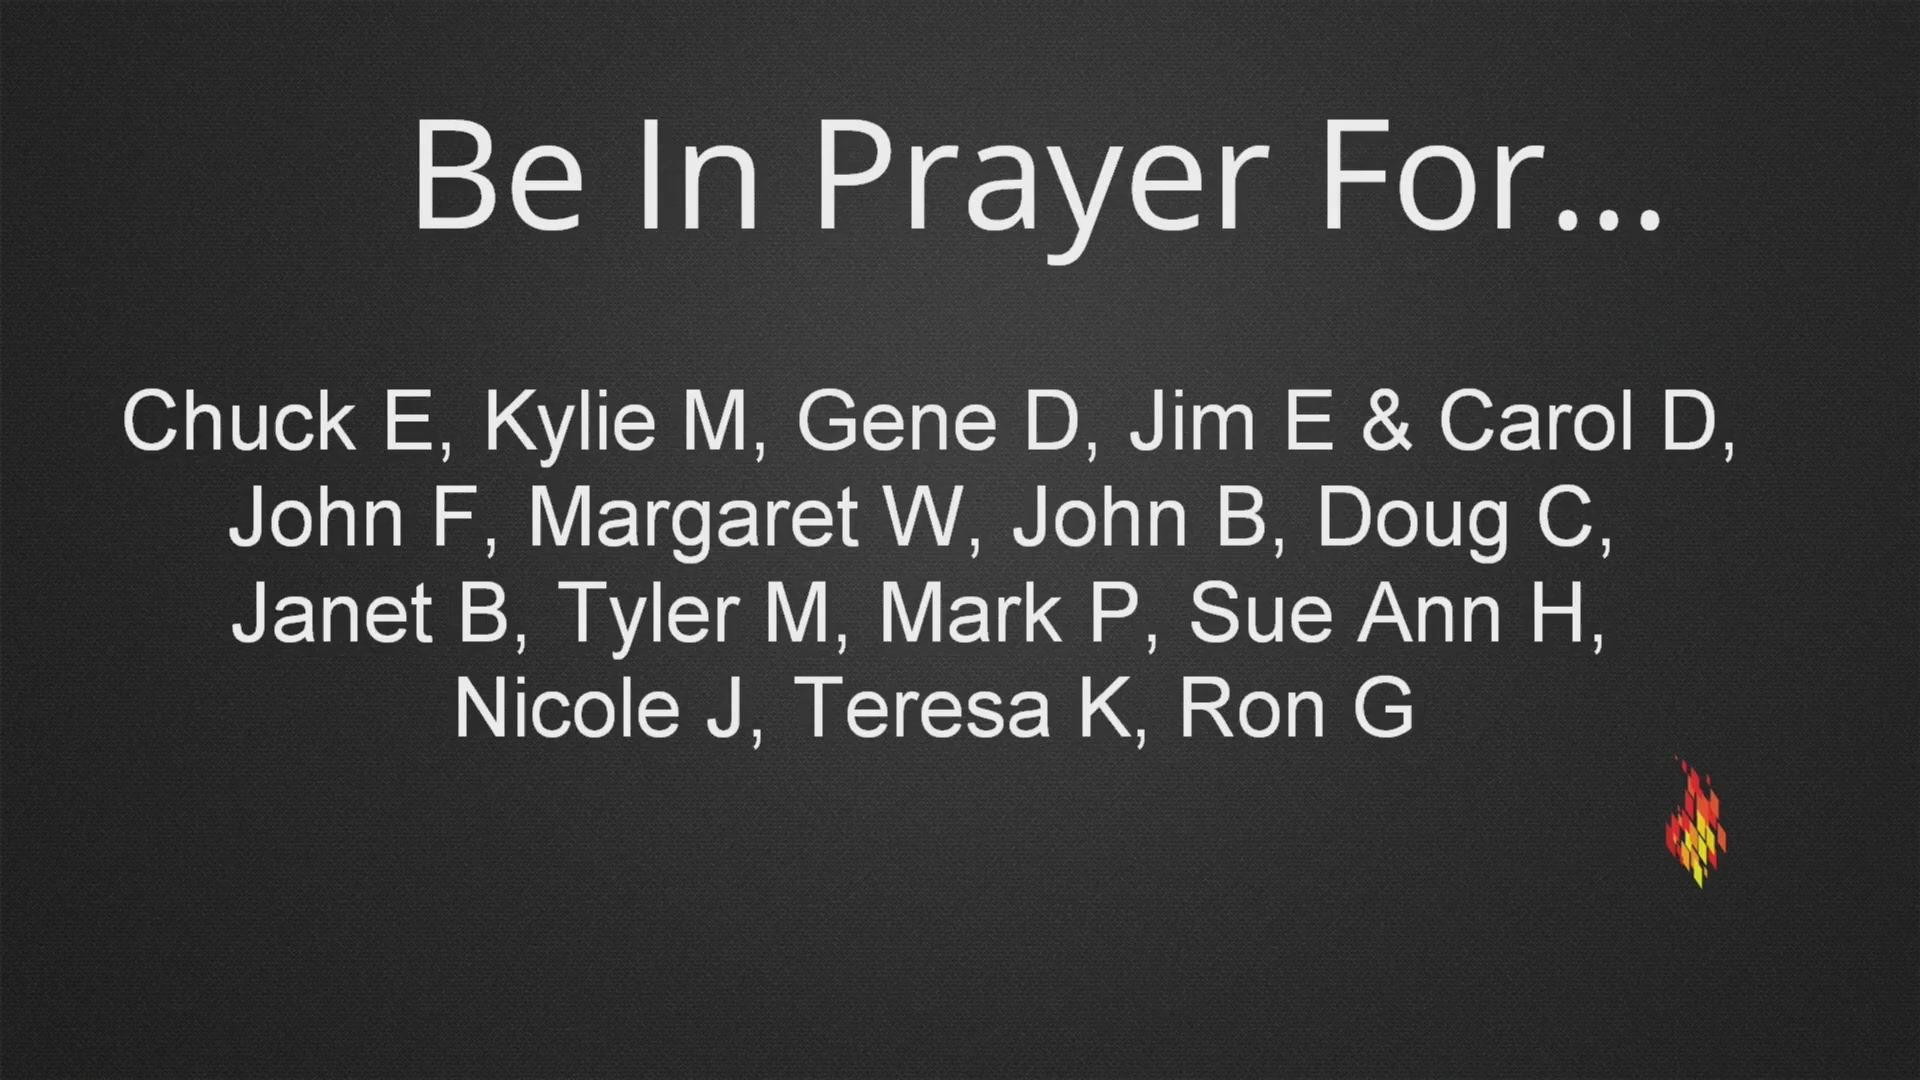 Be In Prayer For...
Chuck E, Kylie M, Gene D, Jim E & Carol D,
John F, Margaret W, John B, Doug C,
Janet B, Tyler M, Mark P, Sue Ann H,
Nicole J, Teresa K, Ron G